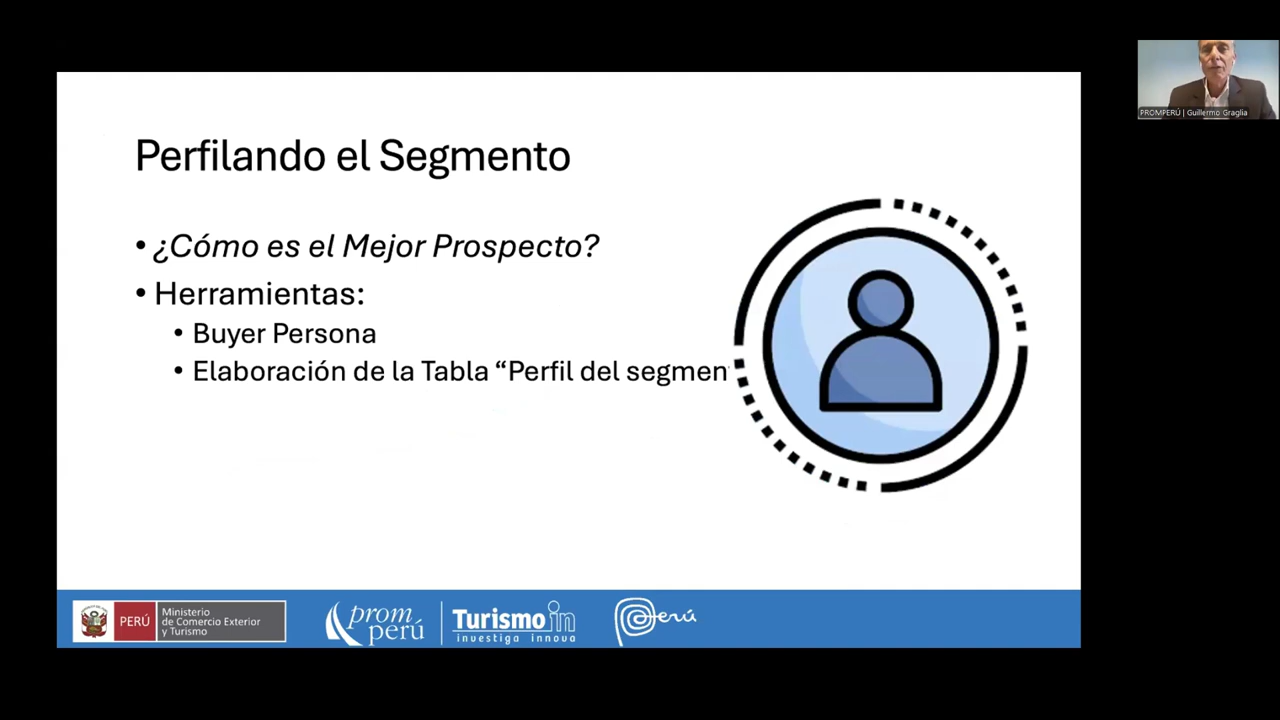 Perfilando el Segmento
• ¿Cómo es el Mejor Prospecto?
• Herramientas:
• Buyer Persona
• Elaboración de la Tabla “Perfil del segmen
PROMPERÚ | Guillermo Graglia
PERÚ
Ministerio
de Comercio Exterior
y Turismo
prom
perú
Turismo in
investiga innova
Perú